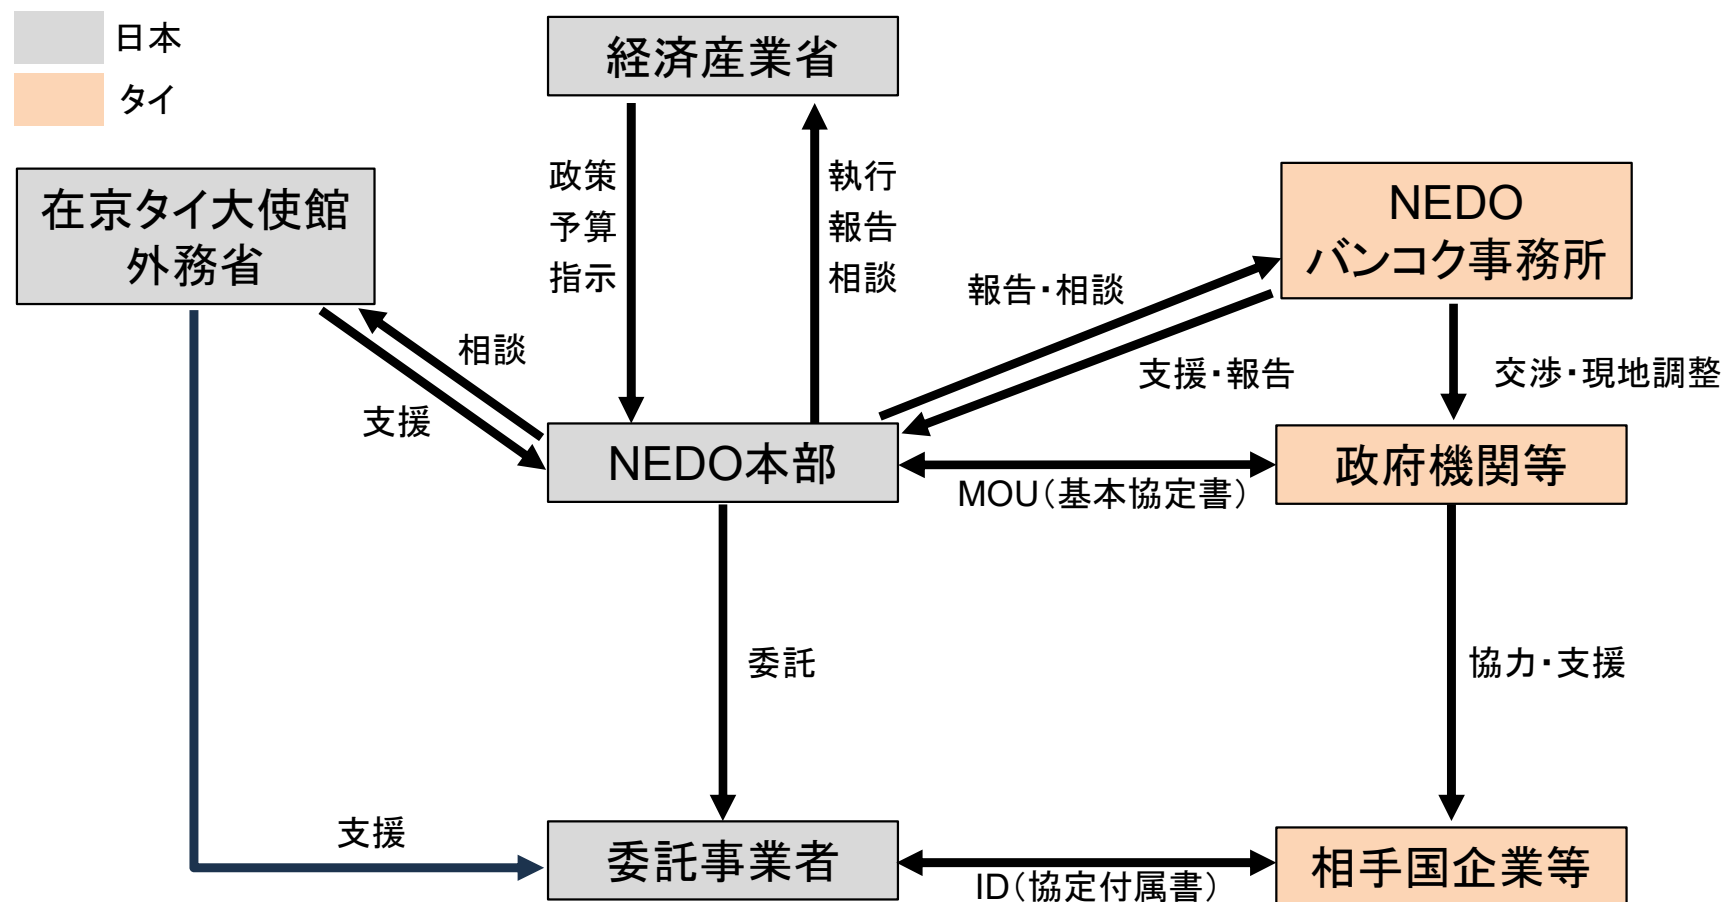 日本
タイ
経済産業省
在京タイ大使館
外務省
政策
予算
指示
執行
報告
相談
NEDO
バンコク事務所
報告・相談
支援・報告
交渉・現地調整
相談
支援
NEDO本部
MOU（基本協定書）
政府機関等
委託
協力・支援
支援
委託事業者
ID（協定付属書）
相手国企業等